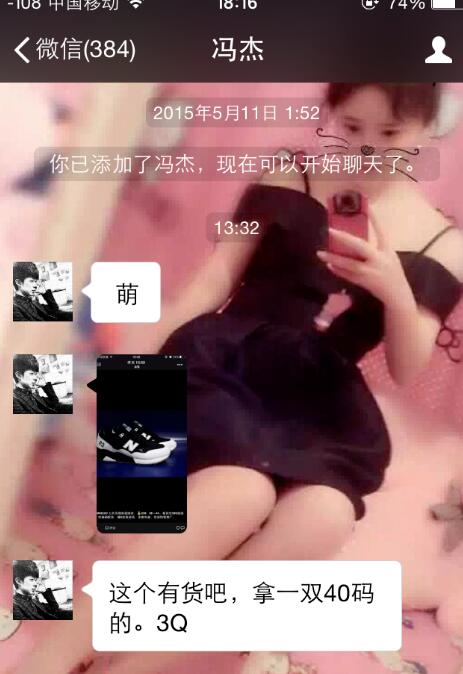 -108 中国移动 18:16 74%
微信(384) 冯杰
2015年5月11日 1:52
你已添加了冯杰，现在可以开始聊天了。
13:32
萌
N
这个有货吧，拿一双40码
的。3Q